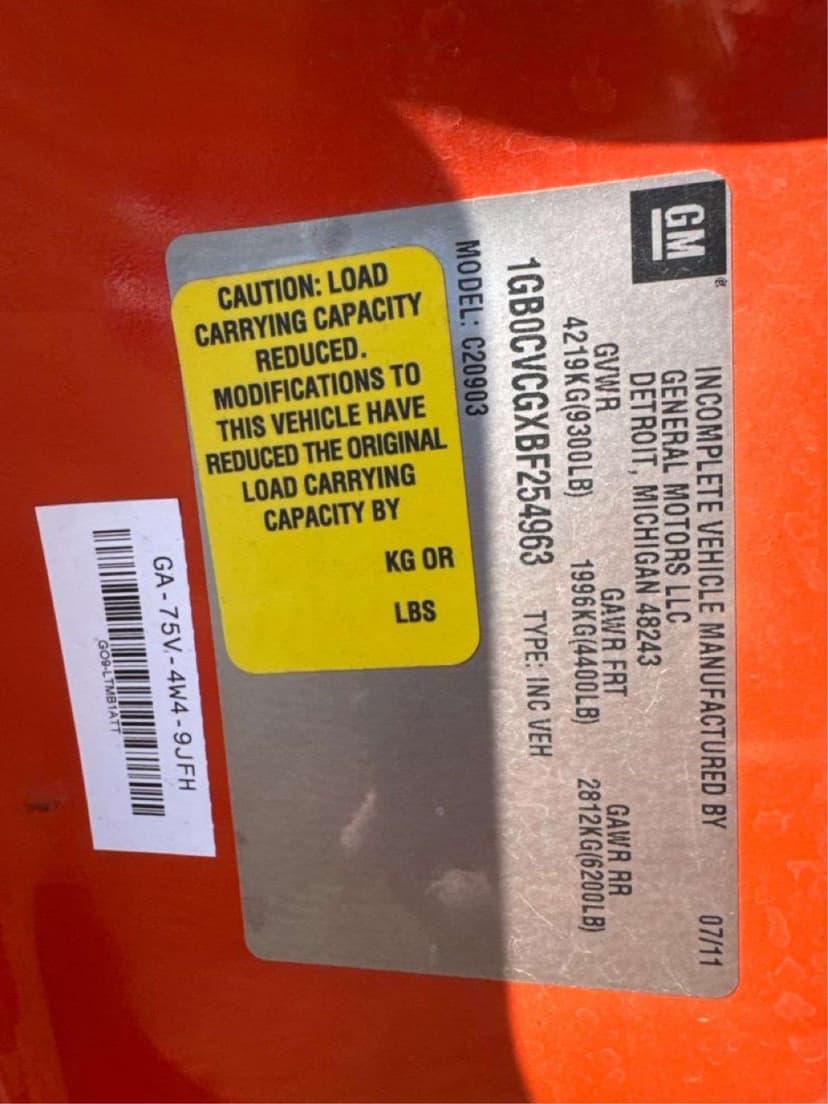 GM
INCOMPLETE VEHICLE MANUFACTURED BY 07/11
GENERAL MOTORS LLC
DETROIT, MICHIGAN 48243
GVWR GAWR FRT GAWR RR
4219KG(9300LB) 1996KG(4400LB) 2812KG(6200LB)
1GB0CVCGXBF254963 TYPE: INC VEH
MODEL: C20903
CAUTION: LOAD
CARRYING CAPACITY
REDUCED.
MODIFICATIONS TO
THIS VEHICLE HAVE
REDUCED THE ORIGINAL
LOAD CARRYING
CAPACITY BY
KG OR
LBS
GA-75V-4W4-9JFH
GO9-LTMB1ATT